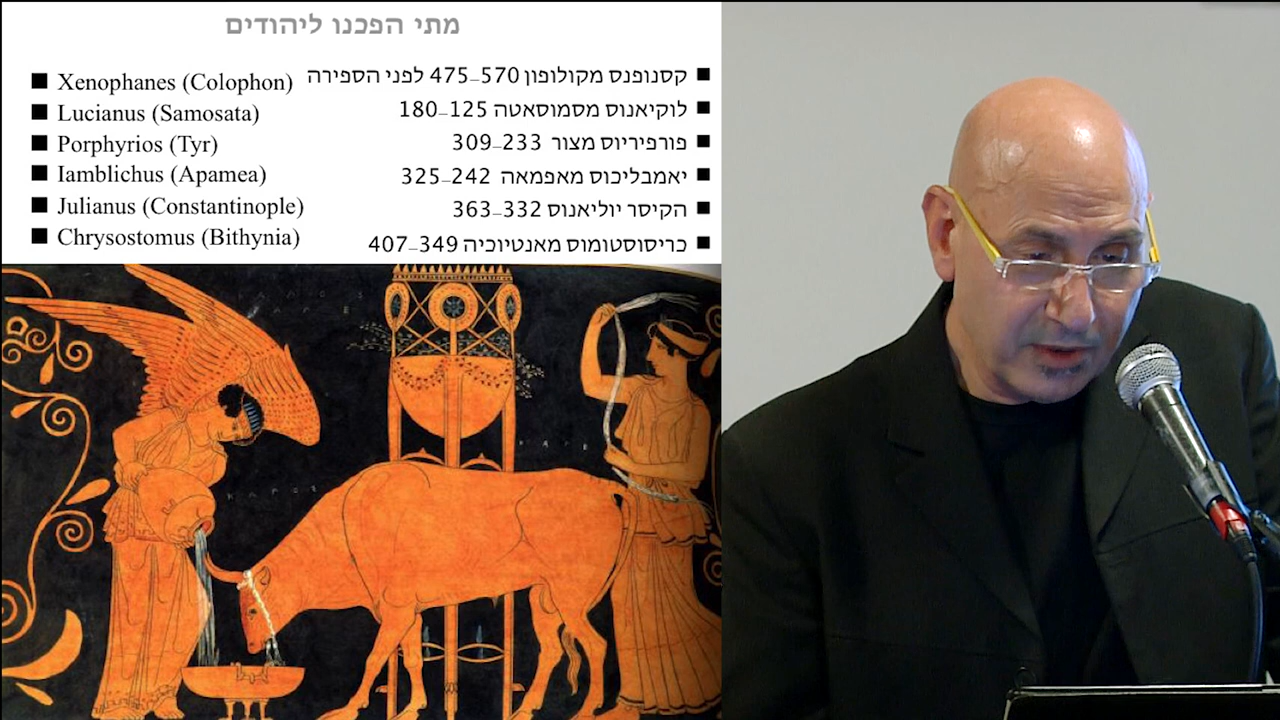 מתי הפכנו ליהודים
■ קסנופנס מקולופון 570–475 לפני הספירה
■ לוקיאנוס מסמוסאטה 125–180
■ פורפיריוס מצור 233–309
■ יאמבליכוס מאפמאה 242–325
■ הקיסר יוליאנוס 332–363
■ כריסוסטומוס מאנטיוכיה 349–407
■ Xenophanes (Colophon)
■ Lucianus (Samosata)
■ Porphyrios (Tyr)
■ Iamblichus (Apamea)
■ Julianus (Constantinople)
■ Chrysostomus (Bithynia)